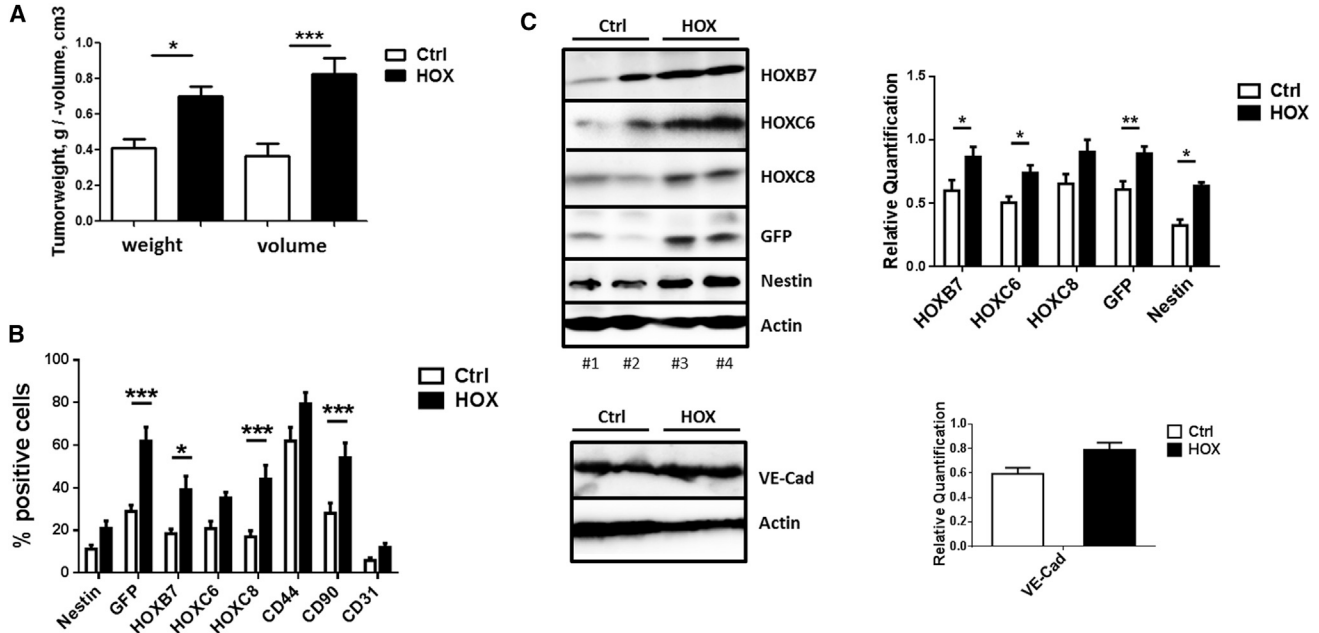 A
Tumorweight, g / -volume, cm3
1.0
0.8
0.6
0.4
0.2
0.0
*
***
Ctrl
HOX
weight
volume
B
% positive cells
100
80
60
40
20
0
***
*
***
***
Ctrl
HOX
Nestin
GFP
HOXB7
HOXC6
HOXC8
CD44
CD90
CD31
C
Ctrl
HOX
HOXB7
HOXC6
HOXC8
GFP
Nestin
Actin
#1
#2
#3
#4
Relative Quantification
1.5
1.0
0.5
0.0
*
*
**
*
Ctrl
HOX
HOXB7
HOXC6
HOXC8
GFP
Nestin
Ctrl
HOX
VE-Cad
Actin
Relative Quantification
1.0
0.8
0.6
0.4
0.2
0.0
Ctrl
HOX
VE-Cad